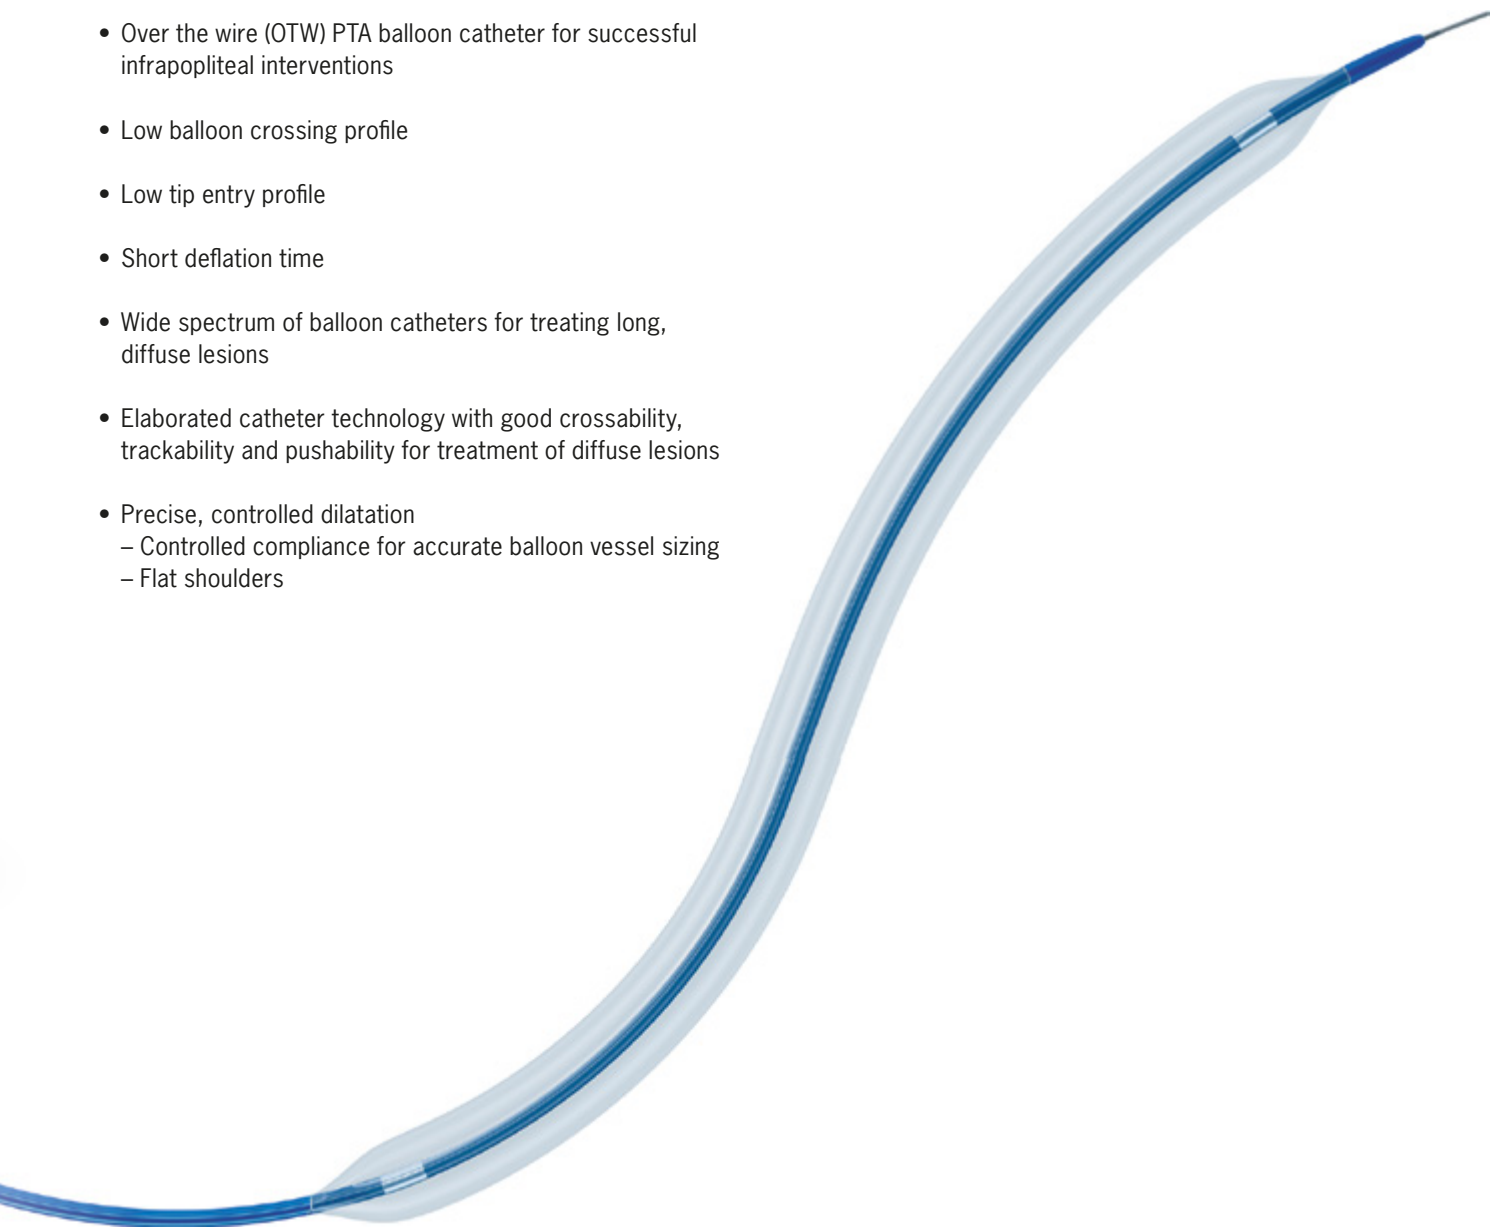 • Over the wire (OTW) PTA balloon catheter for successful
infrapopliteal interventions
• Low balloon crossing profile
• Low tip entry profile
• Short deflation time
• Wide spectrum of balloon catheters for treating long,
diffuse lesions
• Elaborated catheter technology with good crossability,
trackability and pushability for treatment of diffuse lesions
• Precise, controlled dilatation
– Controlled compliance for accurate balloon vessel sizing
– Flat shoulders